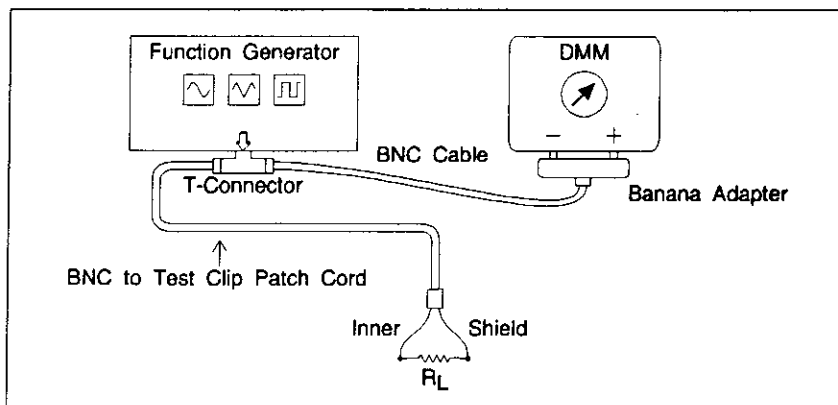 Function Generator
DMM
− +
BNC Cable
T-Connector
Banana Adapter
BNC to Test Clip Patch Cord
Inner Shield
RL